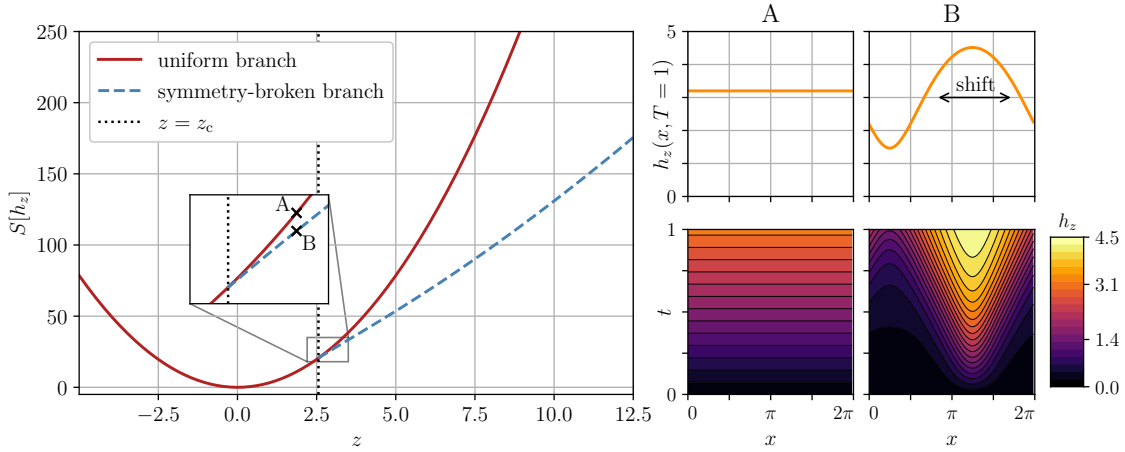 250
200
150
100
50
0
S[h_z]
uniform branch
symmetry-broken branch
z = z_c
A
B
−2.5 0.0 2.5 5.0 7.5 10.0 12.5
z
A B
5
0
h_z(x, T = 1)
shift
1
0
t
0 π 2π
x
0 π 2π
x
h_z
4.5
3.1
1.4
0.0